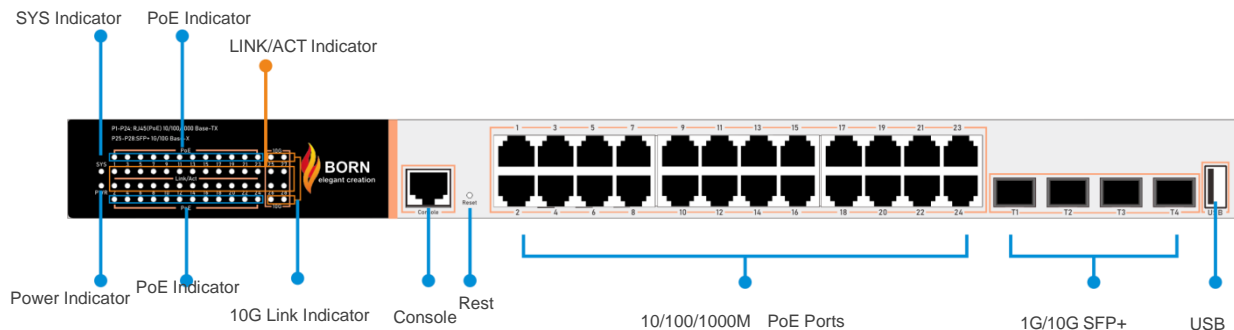 SYS Indicator
PoE Indicator
LINK/ACT Indicator
P1-P24: RJ45(PoE) 10/100/1000 Base-TX
P25-P28:SFP+ 1G/10G Base-X
PoE
10G
SYS
Link/Act
PoE
10G
BORN
elegant creation
Console
Reset
1 3 5 7 9 11 13 15 17 19 21 23
2 4 6 8 10 12 14 16 18 20 22 24
T1 T2 T3 T4
USB
Power Indicator
PoE Indicator
10G Link Indicator
Console
Rest
10/100/1000M PoE Ports
1G/10G SFP+
USB